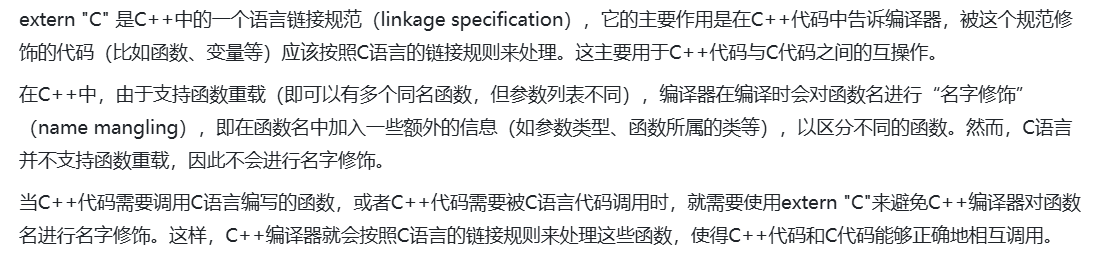 extern "C" 是C++中的一个语言链接规范（linkage specification），它的主要作用是在C++代码中告诉编译器，被这个规范修
饰的代码（比如函数、变量等）应该按照C语言的链接规则来处理。这主要用于C++代码与C代码之间的互操作。
在C++中，由于支持函数重载（即可以有多个同名函数，但参数列表不同），编译器在编译时会对函数名进行“名字修饰”
（name mangling），即在函数名中加入一些额外的信息（如参数类型、函数所属的类等），以区分不同的函数。然而，C语言
并不支持函数重载，因此不会进行名字修饰。
当C++代码需要调用C语言编写的函数，或者C++代码需要被C语言代码调用时，就需要使用extern "C"来避免C++编译器对函数
名进行名字修饰。这样，C++编译器就会按照C语言的链接规则来处理这些函数，使得C++代码和C代码能够正确地相互调用。